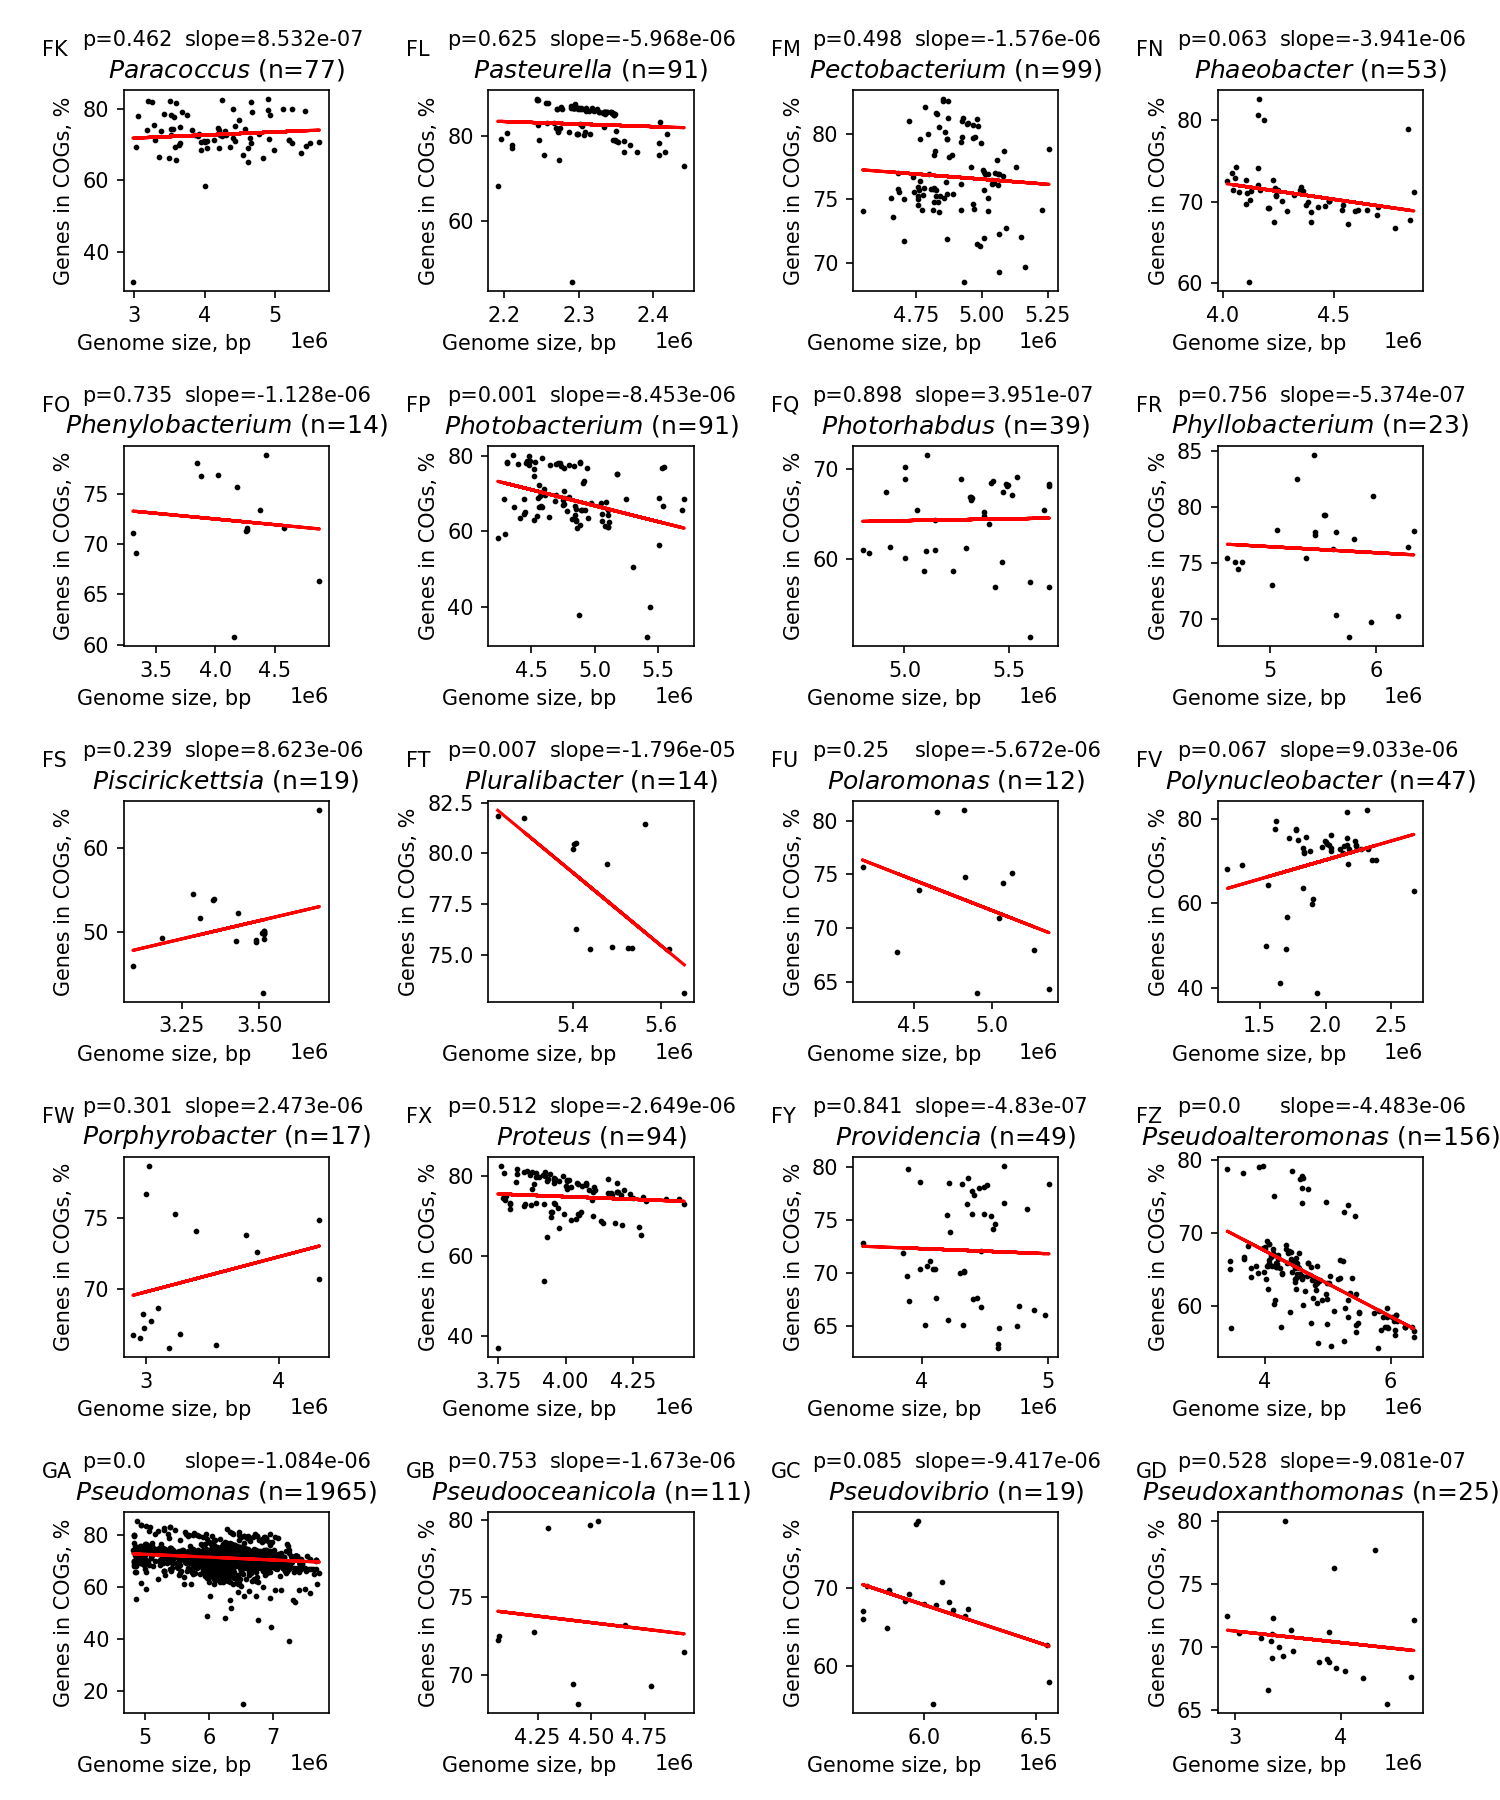 FK p=0.462 slope=8.532e-07
Paracoccus (n=77)
Genes in COGs, %
80
60
40
3 4 5
Genome size, bp 1e6
FL p=0.625 slope=-5.968e-06
Pasteurella (n=91)
Genes in COGs, %
80
60
2.2 2.3 2.4
Genome size, bp 1e6
FM p=0.498 slope=-1.576e-06
Pectobacterium (n=99)
Genes in COGs, %
80
75
70
4.75 5.00 5.25
Genome size, bp 1e6
FN p=0.063 slope=-3.941e-06
Phaeobacter (n=53)
Genes in COGs, %
80
70
60
4.0 4.5
Genome size, bp 1e6
FO p=0.735 slope=-1.128e-06
Phenylobacterium (n=14)
Genes in COGs, %
75
70
65
60
3.5 4.0 4.5
Genome size, bp 1e6
FP p=0.001 slope=-8.453e-06
Photobacterium (n=91)
Genes in COGs, %
80
60
40
4.5 5.0 5.5
Genome size, bp 1e6
FQ p=0.898 slope=3.951e-07
Photorhabdus (n=39)
Genes in COGs, %
70
60
5.0 5.5
Genome size, bp 1e6
FR p=0.756 slope=-5.374e-07
Phyllobacterium (n=23)
Genes in COGs, %
85
80
75
70
5 6
Genome size, bp 1e6
FS p=0.239 slope=8.623e-06
Piscirickettsia (n=19)
Genes in COGs, %
60
50
3.25 3.50
Genome size, bp 1e6
FT p=0.007 slope=-1.796e-05
Pluralibacter (n=14)
Genes in COGs, %
82.5
80.0
77.5
75.0
5.4 5.6
Genome size, bp 1e6
FU p=0.25 slope=-5.672e-06
Polaromonas (n=12)
Genes in COGs, %
80
75
70
65
4.5 5.0
Genome size, bp 1e6
FV p=0.067 slope=9.033e-06
Polynucleobacter (n=47)
Genes in COGs, %
80
60
40
1.5 2.0 2.5
Genome size, bp 1e6
FW p=0.301 slope=2.473e-06
Porphyrobacter (n=17)
Genes in COGs, %
75
70
3 4
Genome size, bp 1e6
FX p=0.512 slope=-2.649e-06
Proteus (n=94)
Genes in COGs, %
80
60
40
3.75 4.00 4.25
Genome size, bp 1e6
FY p=0.841 slope=-4.83e-07
Providencia (n=49)
Genes in COGs, %
80
75
70
65
4 5
Genome size, bp 1e6
FZ p=0.0 slope=-4.483e-06
Pseudoalteromonas (n=156)
Genes in COGs, %
80
70
60
4 6
Genome size, bp 1e6
GA p=0.0 slope=-1.084e-06
Pseudomonas (n=1965)
Genes in COGs, %
80
60
40
20
5 6 7
Genome size, bp 1e6
GB p=0.753 slope=-1.673e-06
Pseudooceanicola (n=11)
Genes in COGs, %
80
75
70
4.25 4.50 4.75
Genome size, bp 1e6
GC p=0.085 slope=-9.417e-06
Pseudovibrio (n=19)
Genes in COGs, %
70
60
6.0 6.5
Genome size, bp 1e6
GD p=0.528 slope=-9.081e-07
Pseudoxanthomonas (n=25)
Genes in COGs, %
80
75
70
65
3 4
Genome size, bp 1e6